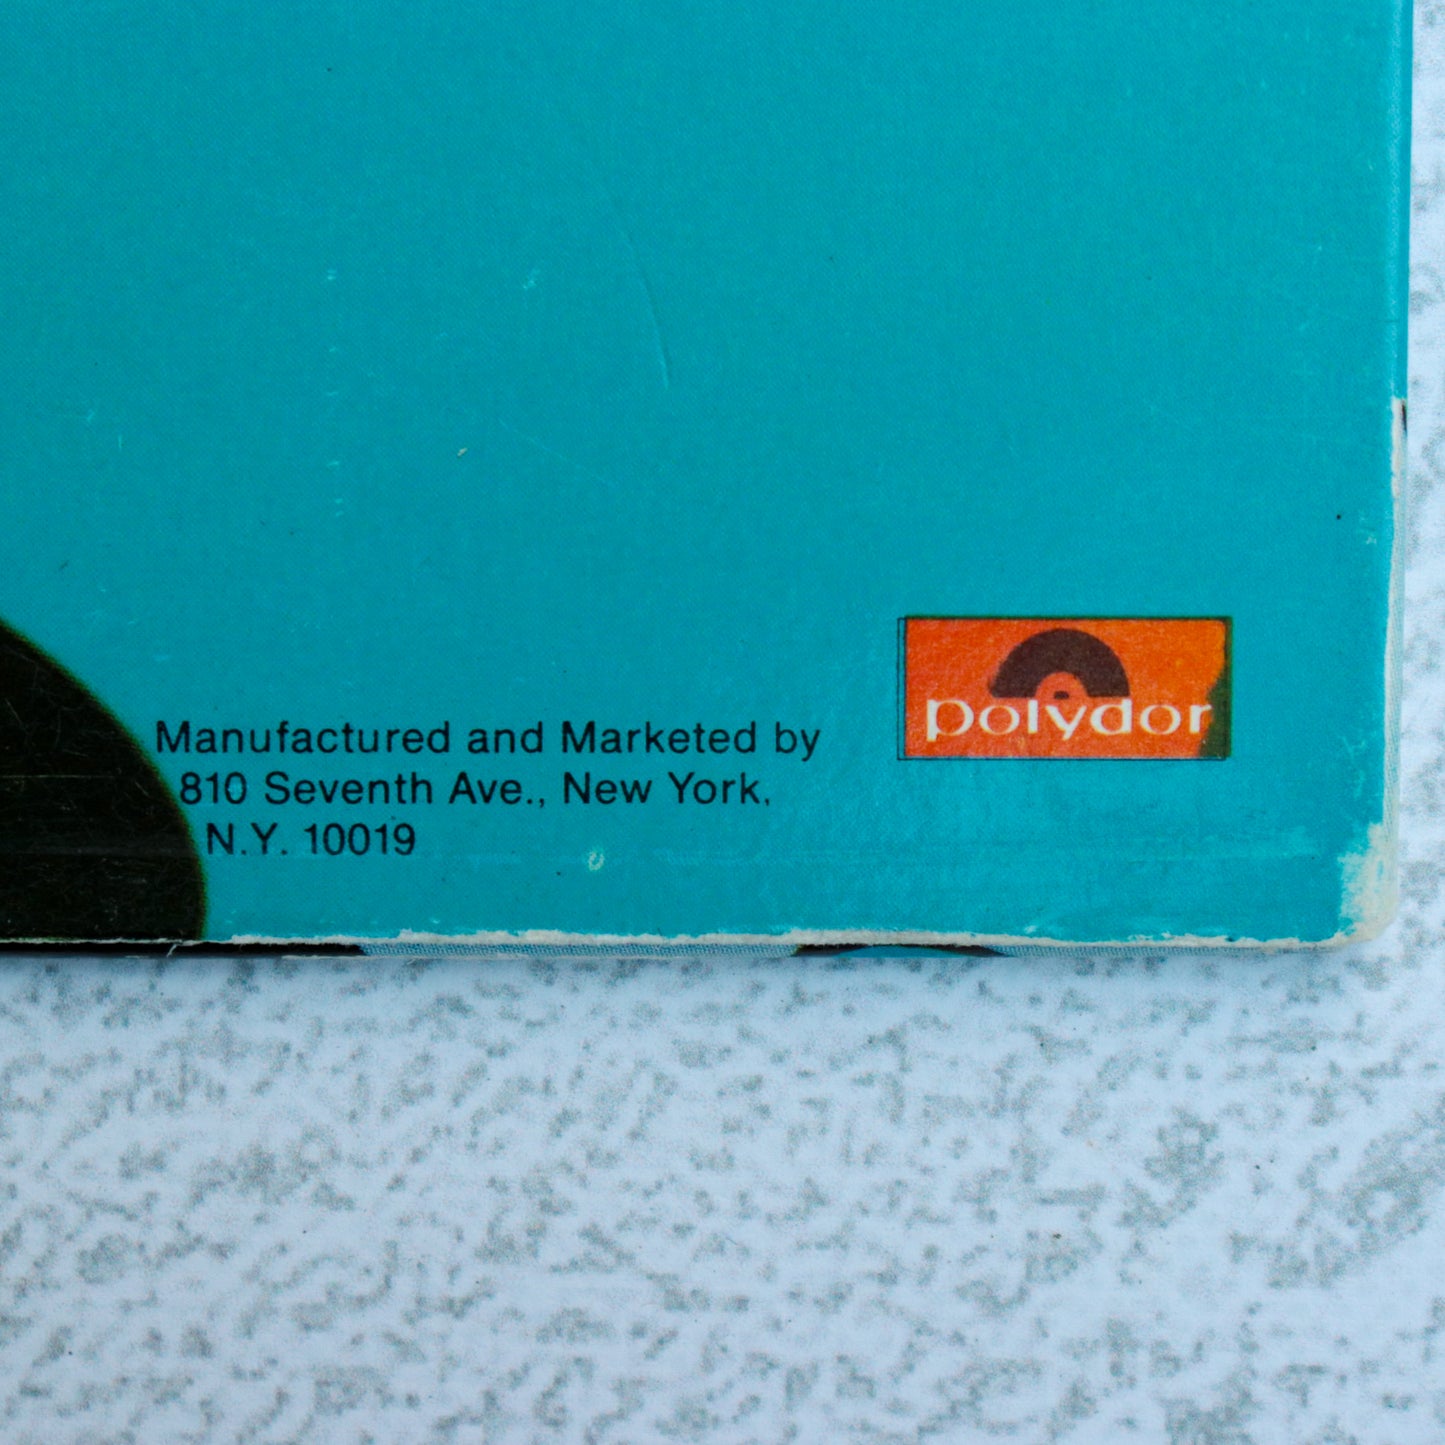 Manufactured and Marketed by
polydor
810 Seventh Ave., New York,
N.Y. 10019